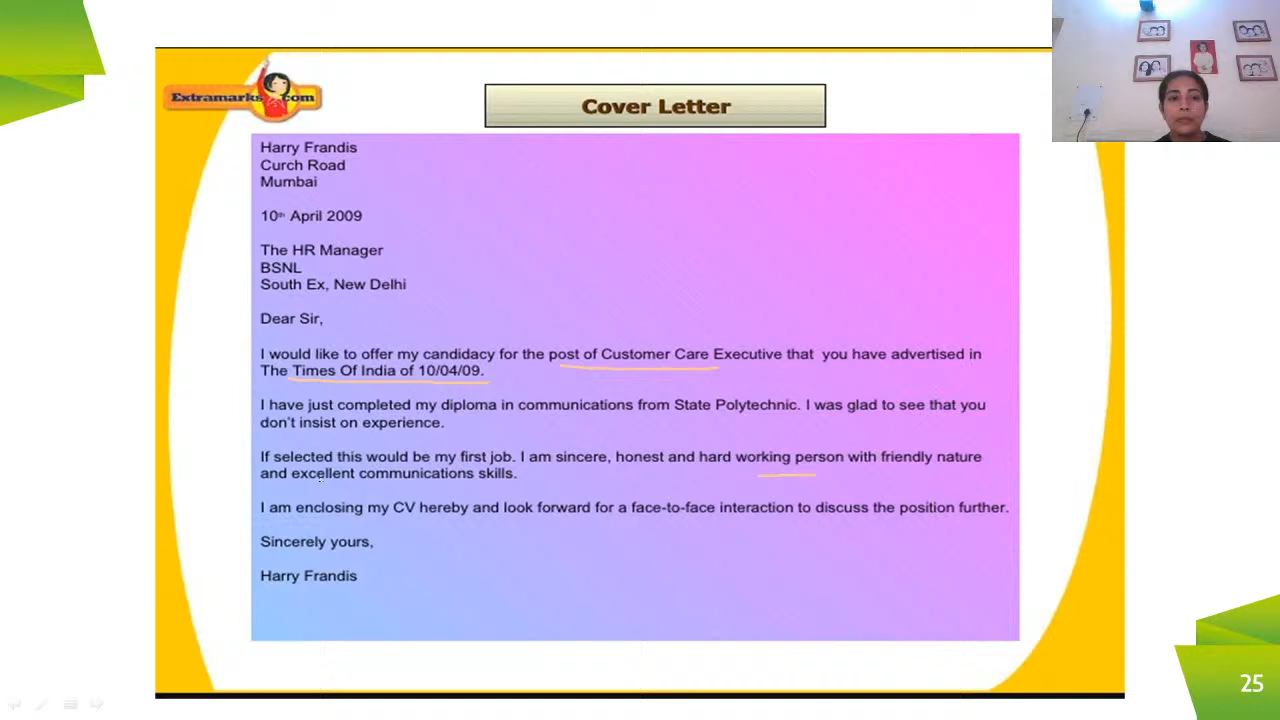 Extramarks.com
Cover Letter
Harry Frandis
Curch Road
Mumbai
10th April 2009
The HR Manager
BSNL
South Ex, New Delhi
Dear Sir,
I would like to offer my candidacy for the post of Customer Care Executive that you have advertised in
The Times Of India of 10/04/09.
I have just completed my diploma in communications from State Polytechnic. I was glad to see that you
don't insist on experience.
If selected this would be my first job. I am sincere, honest and hard working person with friendly nature
and excellent communications skills.
I am enclosing my CV hereby and look forward for a face-to-face interaction to discuss the position further.
Sincerely yours,
Harry Frandis
25